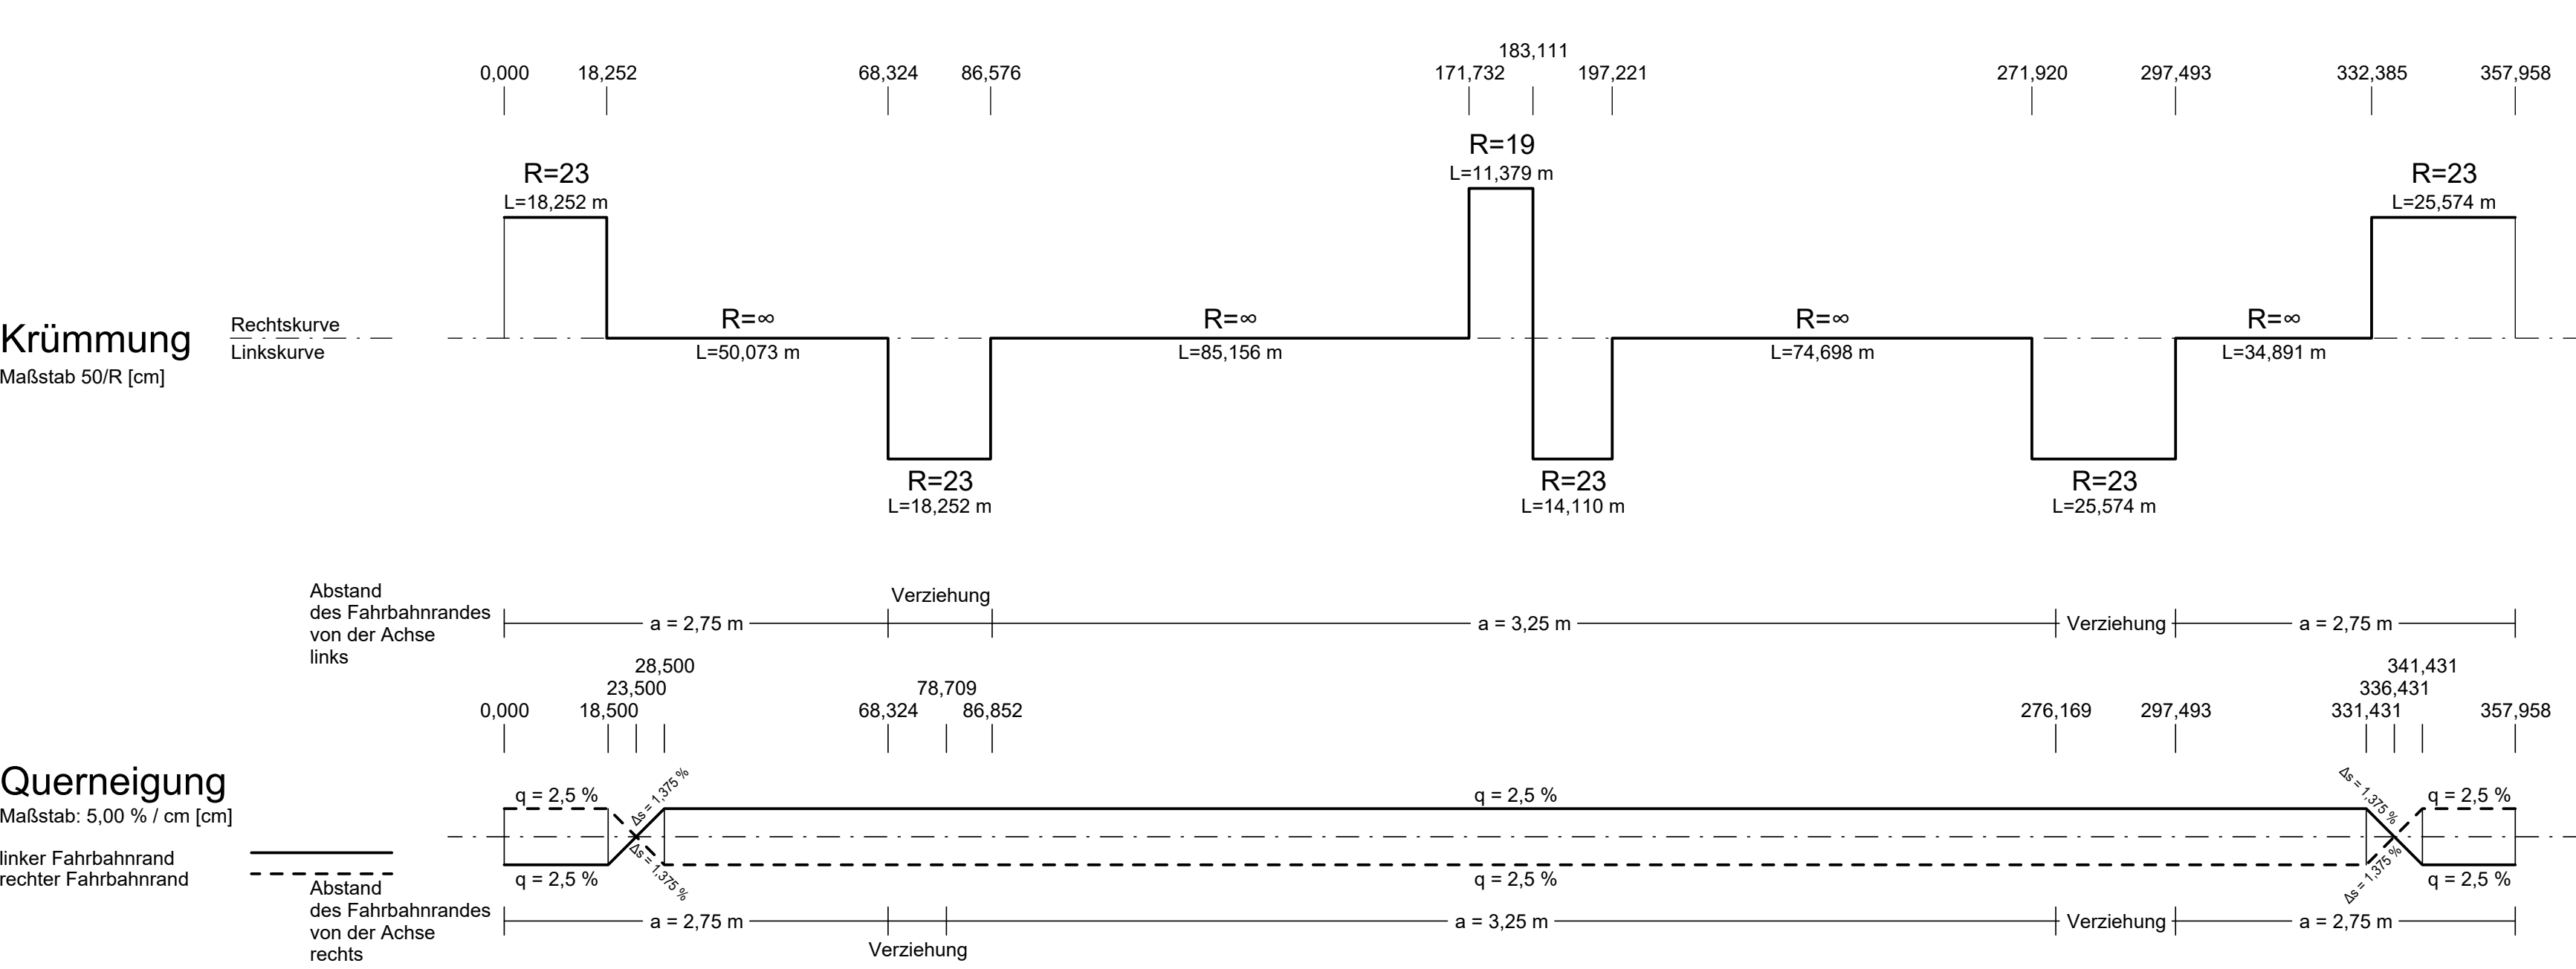 183,111
0,000 18,252 68,324 86,576 171,732 197,221 271,920 297,493 332,385 357,958
R=19
L=11,379 m
R=23 R=23
L=18,252 m L=25,574 m
Krümmung
Rechtskurve
Linkskurve
Maßstab 50/R [cm]
R=∞ R=∞ R=∞ R=∞
L=50,073 m L=85,156 m L=74,698 m L=34,891 m
R=23 R=23 R=23
L=18,252 m L=14,110 m L=25,574 m
Abstand
des Fahrbahnrandes
von der Achse
links
Verziehung
a = 2,75 m a = 3,25 m Verziehung a = 2,75 m
28,500 341,431
23,500 78,709 336,431
0,000 18,500 68,324 86,852 276,169 297,493 331,431 357,958
Querneigung
Maßstab: 5,00 % / cm [cm]
q = 2,5 % Δs = 1,375 % q = 2,5 % Δs = 1,375 % q = 2,5 %
linker Fahrbahnrand
rechter Fahrbahnrand
q = 2,5 % Δs = 1,375 % q = 2,5 % Δs = 1,375 % q = 2,5 %
Abstand
des Fahrbahnrandes
von der Achse
rechts
a = 2,75 m a = 3,25 m Verziehung a = 2,75 m
Verziehung